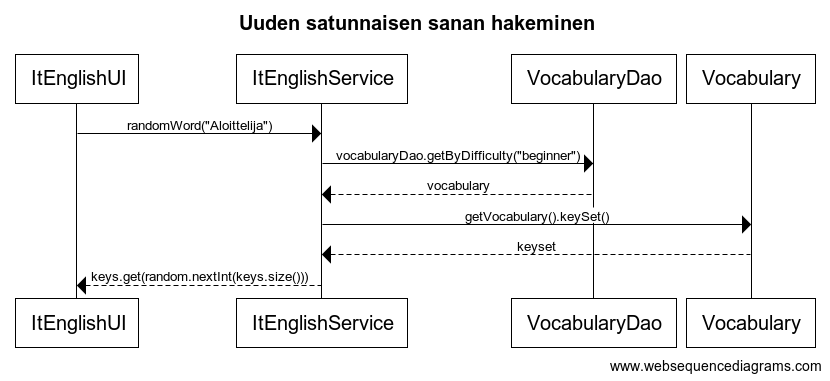 Uuden satunnaisen sanan hakeminen
ItEnglishUI
ItEnglishService
VocabularyDao
Vocabulary
randomWord("Aloittelija")
vocabularyDao.getByDifficulty("beginner")
vocabulary
getVocabulary().keySet()
keyset
keys.get(random.nextInt(keys.size()))
ItEnglishUI
ItEnglishService
VocabularyDao
Vocabulary
www.websequencediagrams.com